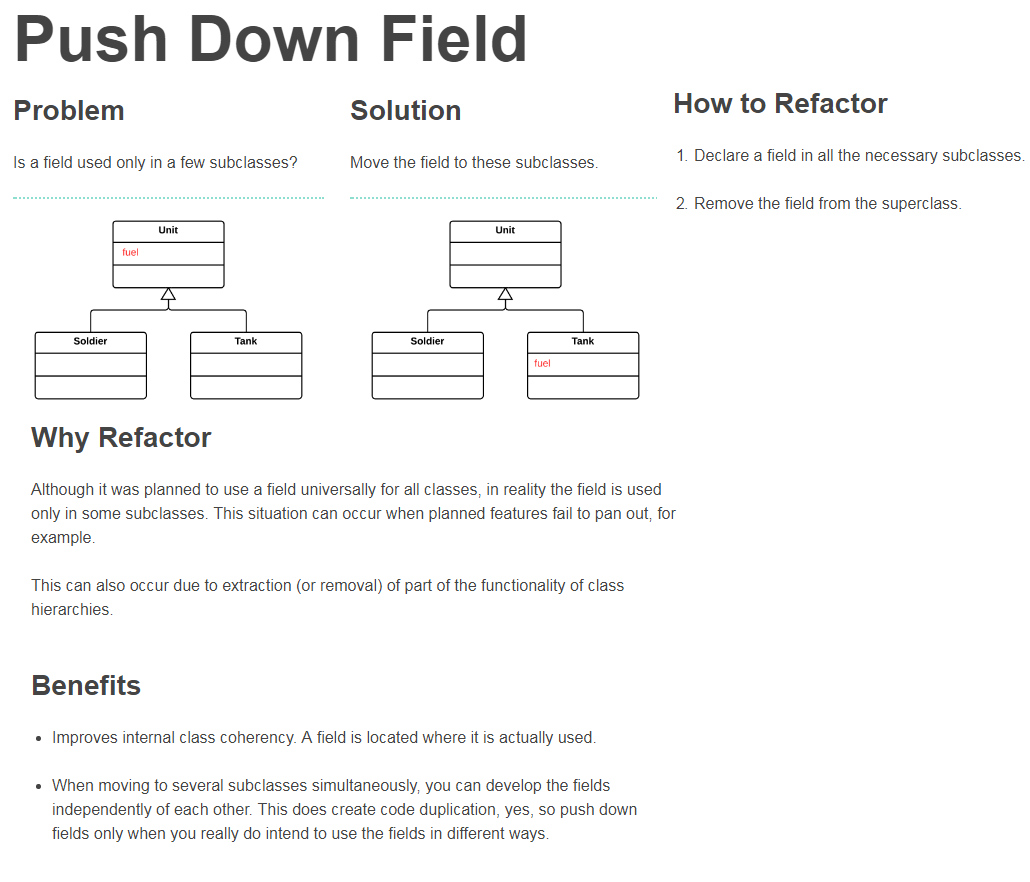 Push Down Field
Problem
Is a field used only in a few subclasses?
Unit
fuel
Soldier
Tank
Solution
Move the field to these subclasses.
Unit
Soldier
Tank
fuel
How to Refactor
1. Declare a field in all the necessary subclasses.
2. Remove the field from the superclass.
Why Refactor
Although it was planned to use a field universally for all classes, in reality the field is used
only in some subclasses. This situation can occur when planned features fail to pan out, for
example.
This can also occur due to extraction (or removal) of part of the functionality of class
hierarchies.
Benefits
• Improves internal class coherency. A field is located where it is actually used.
• When moving to several subclasses simultaneously, you can develop the fields
independently of each other. This does create code duplication, yes, so push down
fields only when you really do intend to use the fields in different ways.